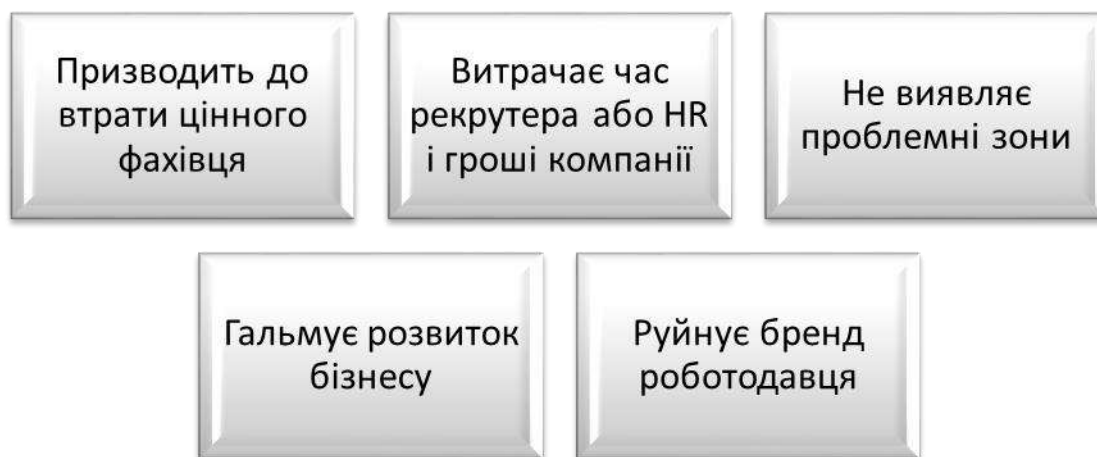 Призводить до
втрати цінного
фахівця
Витрачає час
рекрутера або HR
і гроші компанії
Не виявляє
проблемні зони
Гальмує розвиток
бізнесу
Руйнує бренд
роботодавця